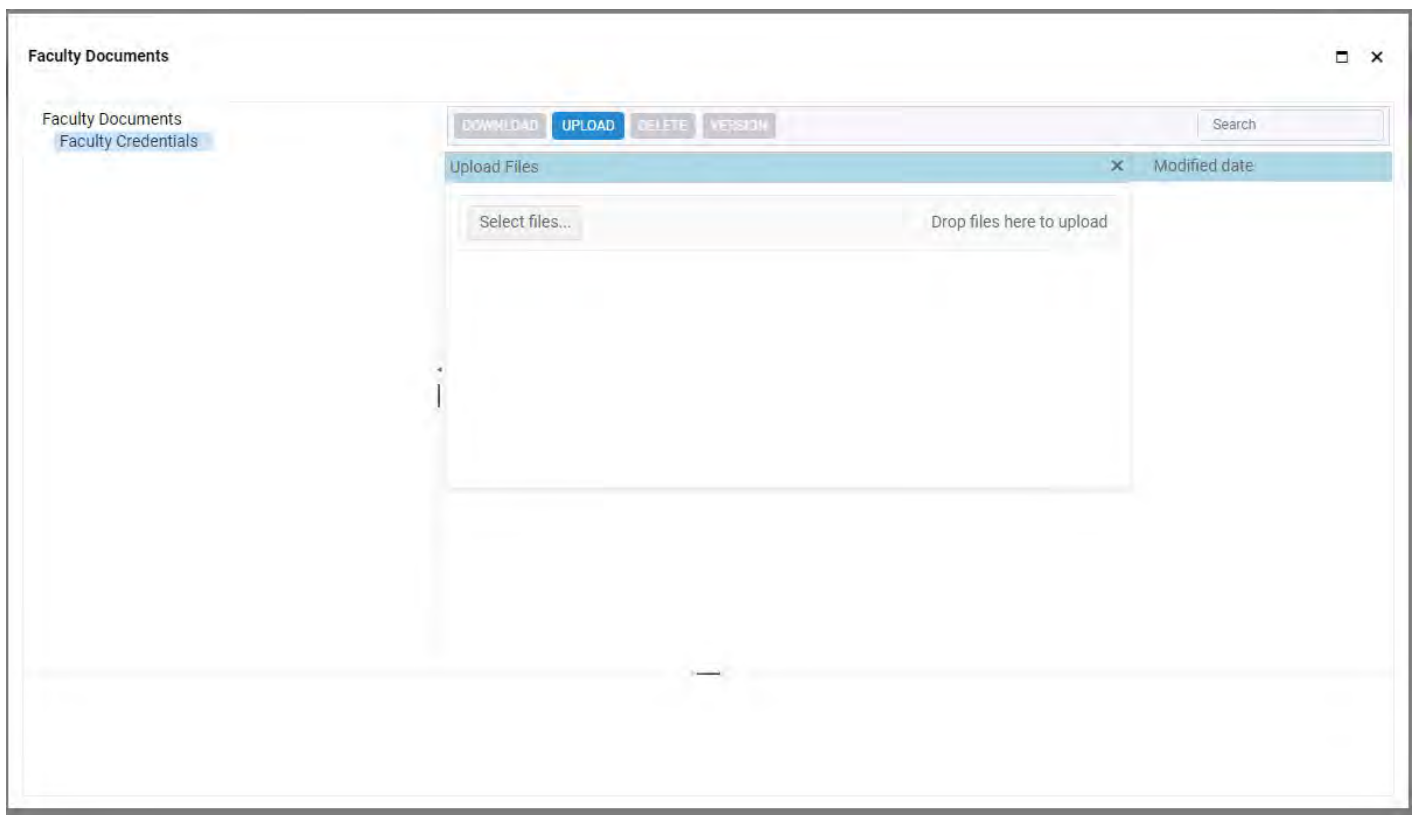 Faculty Documents
Faculty Documents
Faculty Credentials
DOWNLOAD UPLOAD DELETE VERSION Search
Upload Files Modified date
Select files... Drop files here to upload